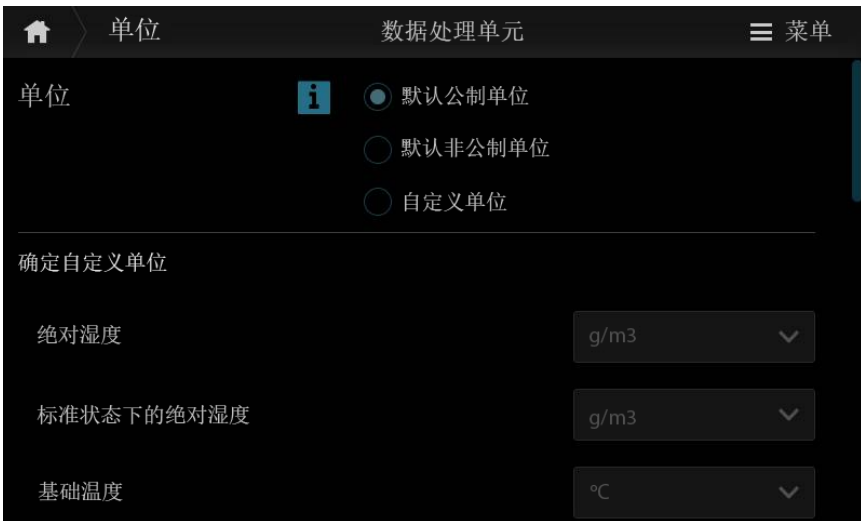 单位 数据处理单元 菜单
单位 i 默认公制单位
默认非公制单位
自定义单位
确定自定义单位
绝对湿度 g/m3
标准状态下的绝对湿度 g/m3
基础温度 °C